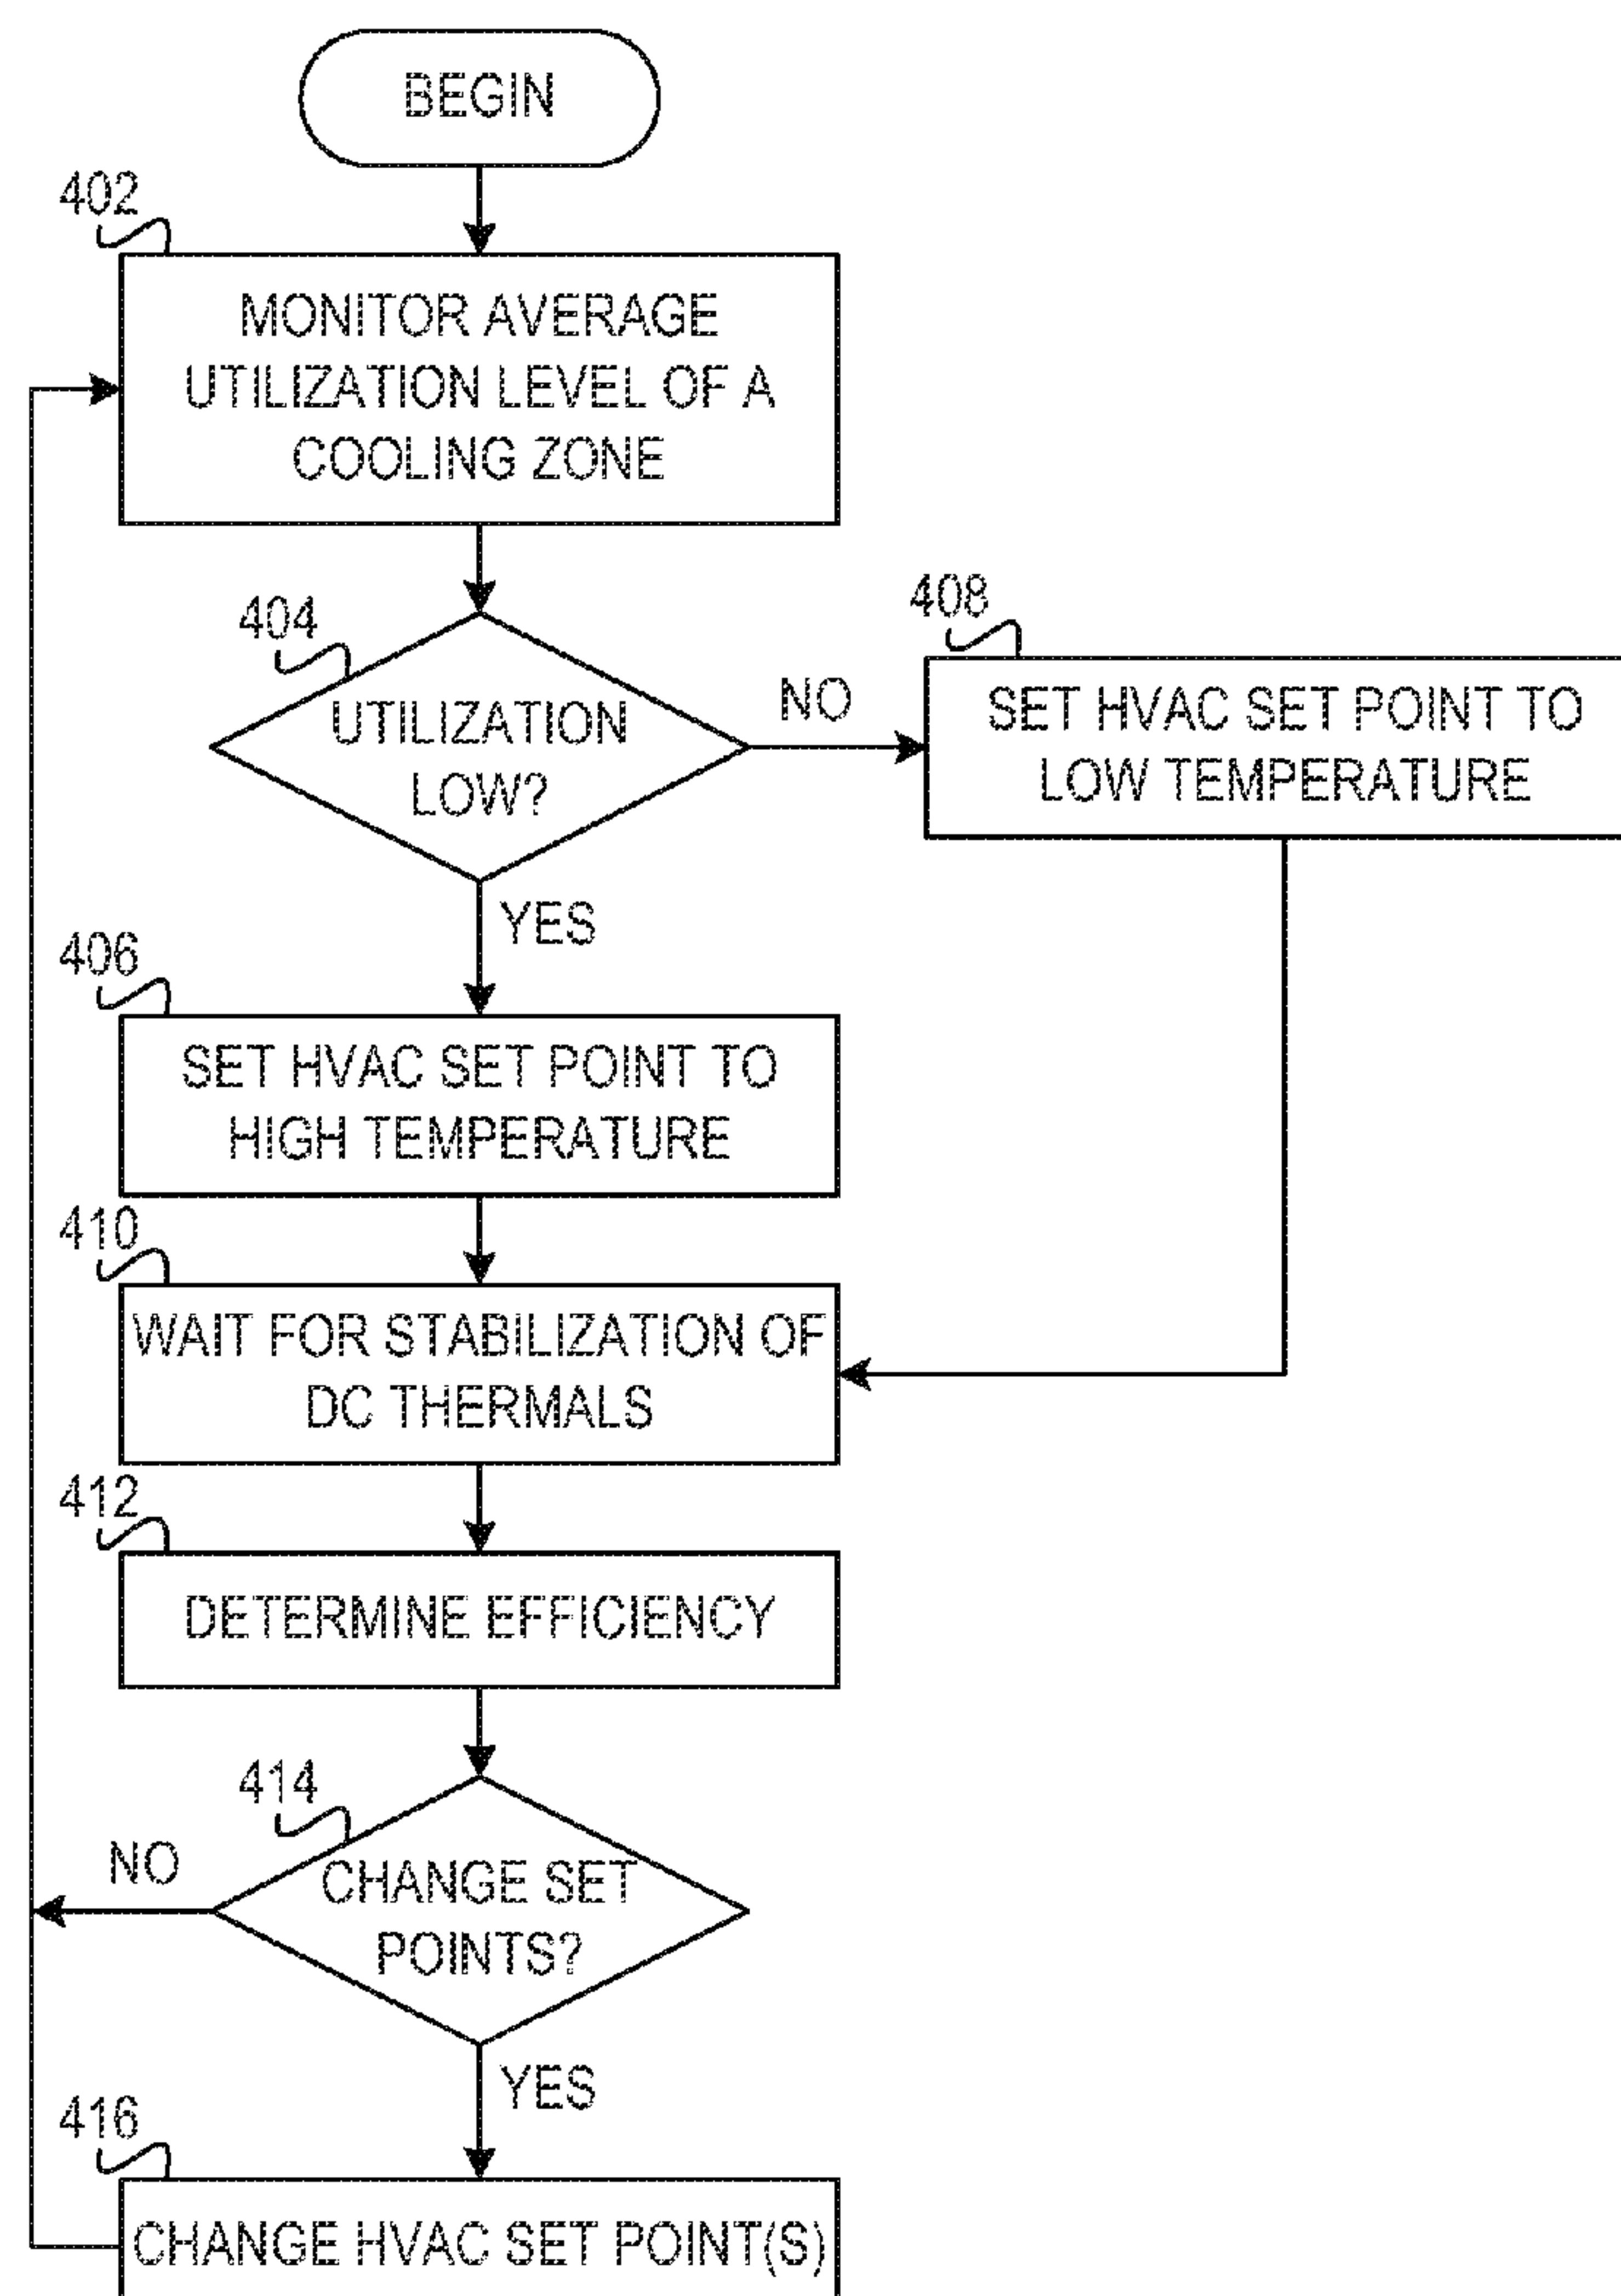 BEGIN
402
MONITOR AVERAGE
UTILIZATION LEVEL OF A
COOLING ZONE
404
UTILIZATION
LOW?
NO
408
SET HVAC SET POINT TO
LOW TEMPERATURE
YES
406
SET HVAC SET POINT TO
HIGH TEMPERATURE
410
WAIT FOR STABILIZATION OF
DC THERMALS
412
DETERMINE EFFICIENCY
414
CHANGE SET
POINTS?
NO
YES
416
CHANGE HVAC SET POINT(S)